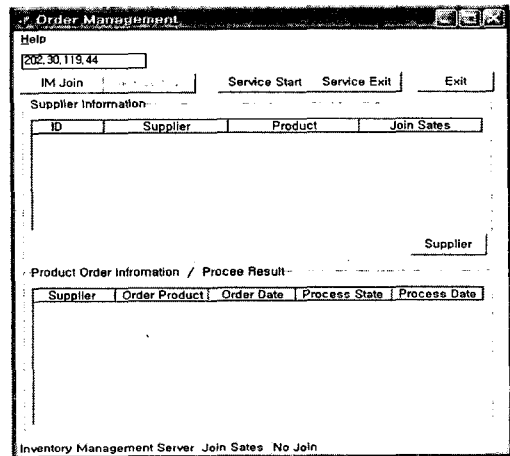 Order Management
Help
202,30,119,44
IM Join Service Start Service Exit Exit
Supplier Information
ID Supplier Product Join Sates
Supplier
Product Order Infromation / Procee Result
Supplier Order Product Order Date Process State Process Date
Inventory Management Server Join Sates No Join